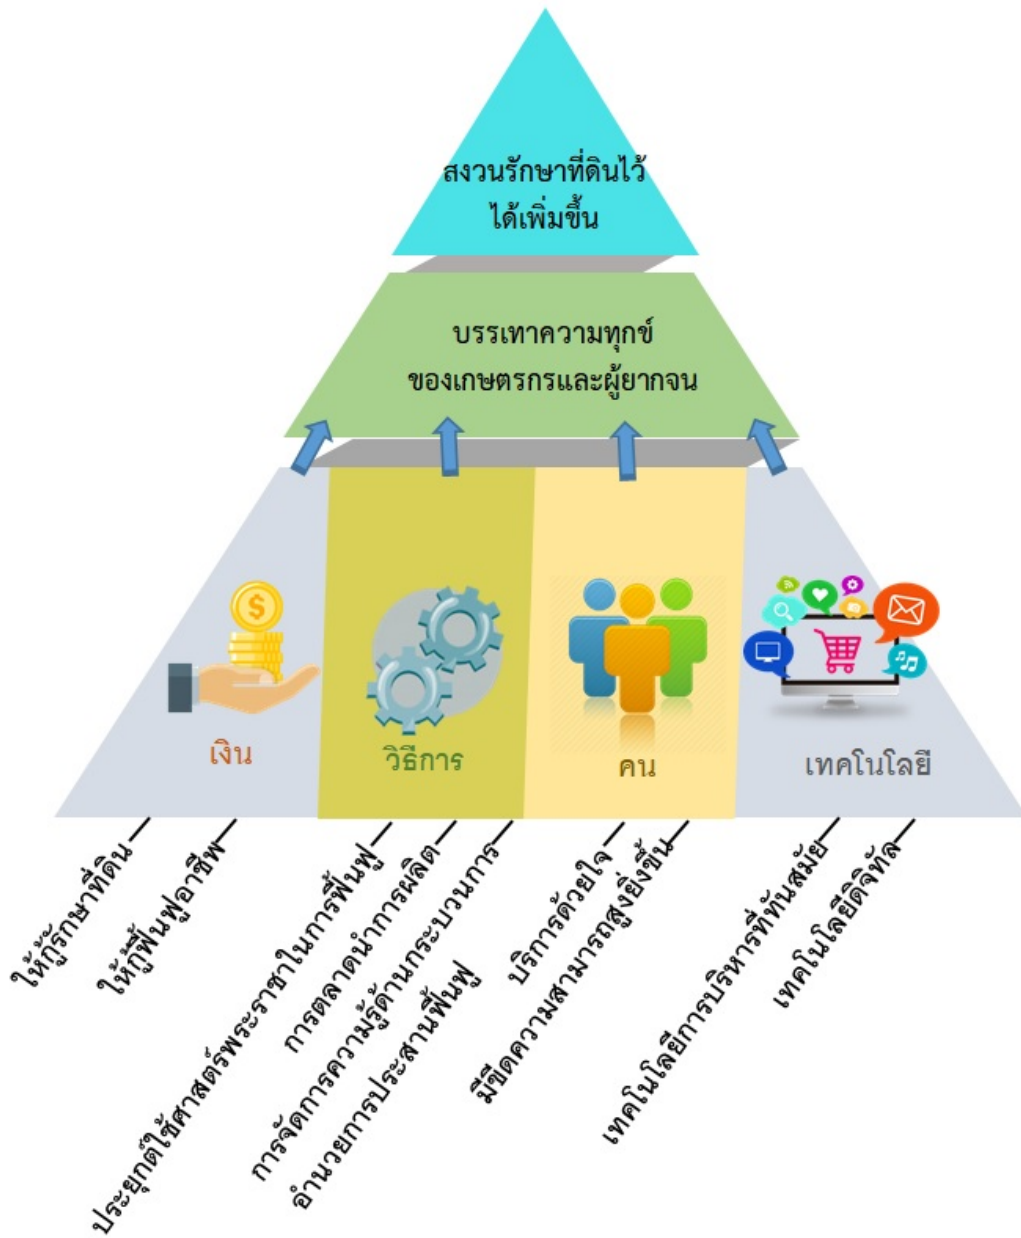 สงวนรักษาที่ดินไว้
ได้เพิ่มขึ้น
บรรเทาความทุกข์
ของเกษตรกรและผู้ยากจน
เงิน
วิธีการ
คน
เทคโนโลยี
ให้กู้รักษาที่ดิน
ให้กู้ฟื้นฟูอาชีพ
ประยุกต์ใช้ศาสตร์พระราชาในการฟื้นฟู
การตลาดนำการผลิต
การจัดการความรู้ด้านกระบวนการ
อำนวยการประสานฟื้นฟู
บริการด้วยใจ
มีขีดความสามารถสูงยิ่งขึ้น
เทคโนโลยีการบริหารที่ทันสมัย
เทคโนโลยีดิจิทัล